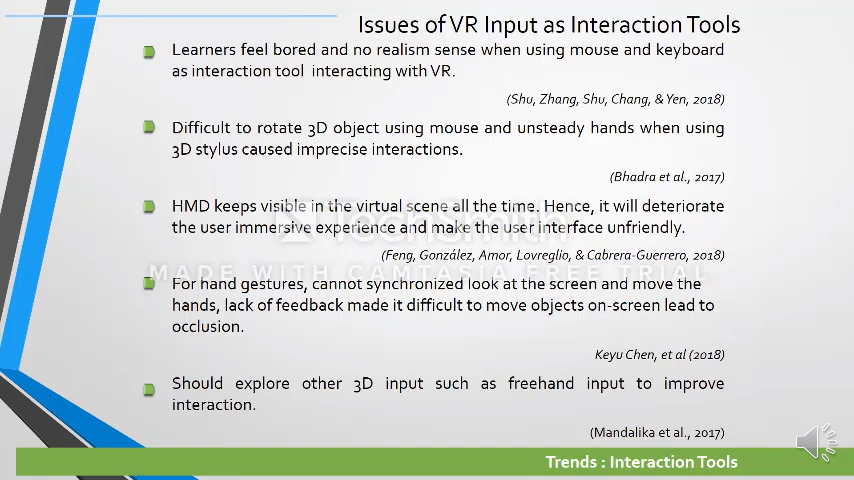 Issues of VR Input as Interaction Tools
Learners feel bored and no realism sense when using mouse and keyboard
as interaction tool interacting with VR.
(Shu, Zhang, Shu, Chang, & Yen, 2018)
Difficult to rotate 3D object using mouse and unsteady hands when using
3D stylus caused imprecise interactions.
(Bhadra et al., 2017)
HMD keeps visible in the virtual scene all the time. Hence, it will deteriorate
TechSmith
the user immersive experience and make the user interface unfriendly.
(Feng, González, Amor, Lovreglio, & Cabrera-Guerrero, 2018)
MADE WITH CAMTASIA FREE TRIAL
For hand gestures, cannot synchronized look at the screen and move the
hands, lack of feedback made it difficult to move objects on-screen lead to
occlusion.
Keyu Chen, et al (2018)
Should explore other 3D input such as freehand input to improve
interaction.
(Mandalika et al., 2017)
Trends : Interaction Tools